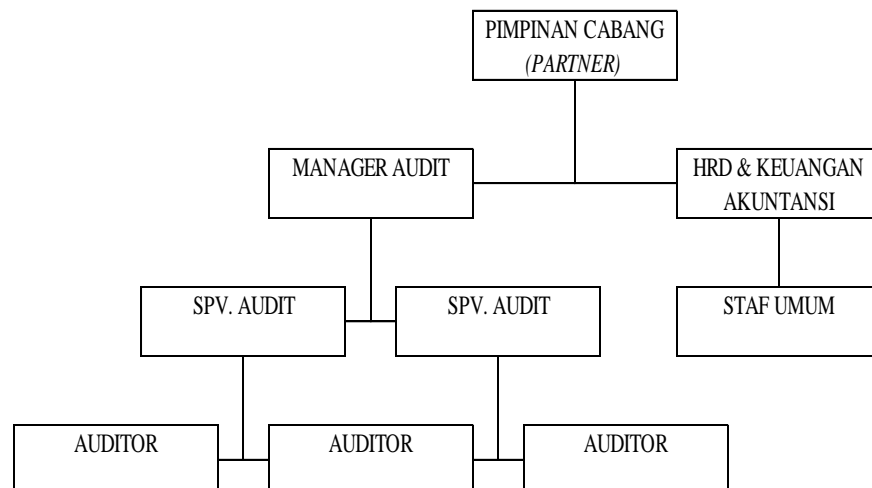 PIMPINAN CABANG
(PARTNER)
MANAGER AUDIT
HRD & KEUANGAN
AKUNTANSI
SPV. AUDIT
SPV. AUDIT
STAF UMUM
AUDITOR
AUDITOR
AUDITOR